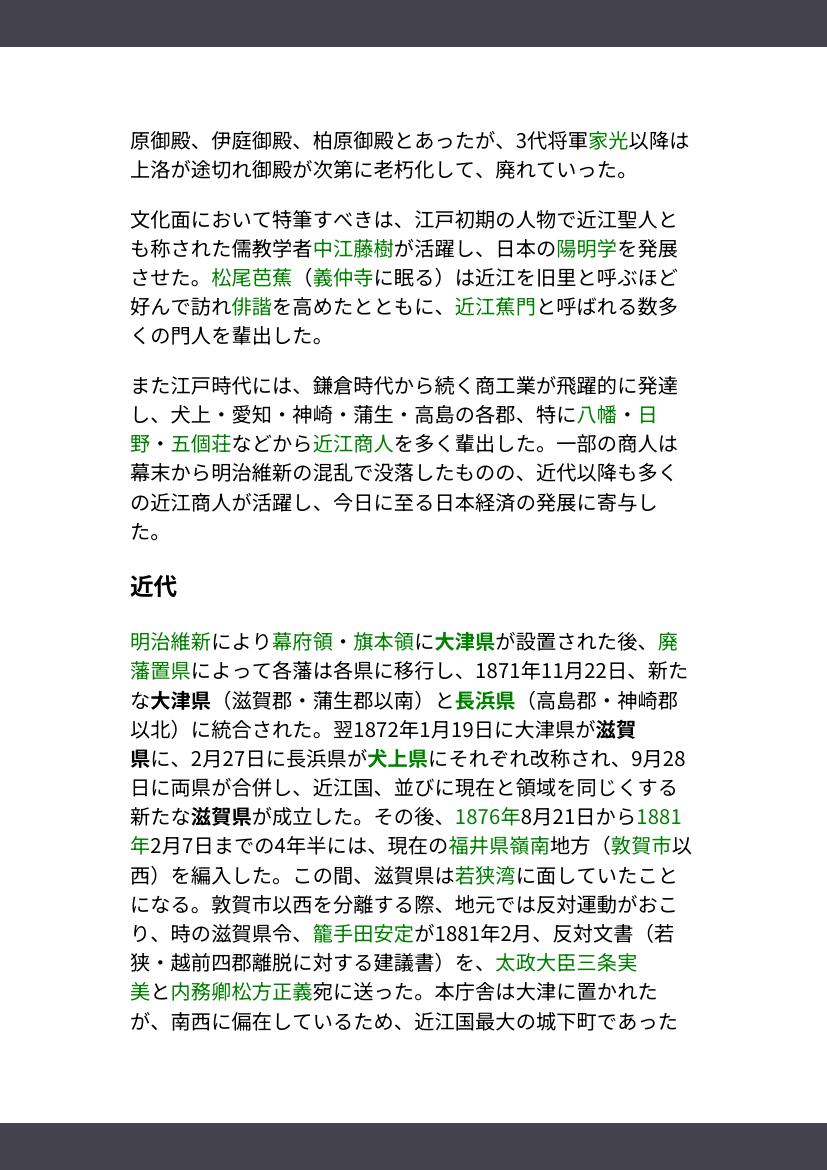 原御殿、伊庭御殿、柏原御殿とあったが、3代将軍家光以降は
上洛が途切れ御殿が次第に老朽化して、廃れていった。
文化面において特筆すべきは、江戸初期の人物で近江聖人と
も称された儒教学者中江藤樹が活躍し、日本の陽明学を発展
させた。松尾芭蕉（義仲寺に眠る）は近江を旧里と呼ぶほど
好んで訪れ俳諧を高めたとともに、近江蕉門と呼ばれる数多
くの門人を輩出した。
また江戸時代には、鎌倉時代から続く商工業が飛躍的に発達
し、犬上・愛知・神崎・蒲生・高島の各郡、特に八幡・日
野・五個荘などから近江商人を多く輩出した。一部の商人は
幕末から明治維新の混乱で没落したものの、近代以降も多く
の近江商人が活躍し、今日に至る日本経済の発展に寄与し
た。
近代
明治維新により幕府領・旗本領に大津県が設置された後、廃
藩置県によって各藩は各県に移行し、1871年11月22日、新た
な大津県（滋賀郡・蒲生郡以南）と長浜県（高島郡・神崎郡
以北）に統合された。翌1872年1月19日に大津県が滋賀
県に、2月27日に長浜県が犬上県にそれぞれ改称され、9月28
日に両県が合併し、近江国、並びに現在と領域を同じくする
新たな滋賀県が成立した。その後、1876年8月21日から1881
年2月7日までの4年半には、現在の福井県嶺南地方（敦賀市以
西）を編入した。この間、滋賀県は若狭湾に面していたこと
になる。敦賀市以西を分離する際、地元では反対運動がおこ
り、時の滋賀県令、籠手田安定が1881年2月、反対文書（若
狭・越前四郡離脱に対する建議書）を、太政大臣三条実
美と内務卿松方正義宛に送った。本庁舎は大津に置かれた
が、南西に偏在しているため、近江国最大の城下町であった